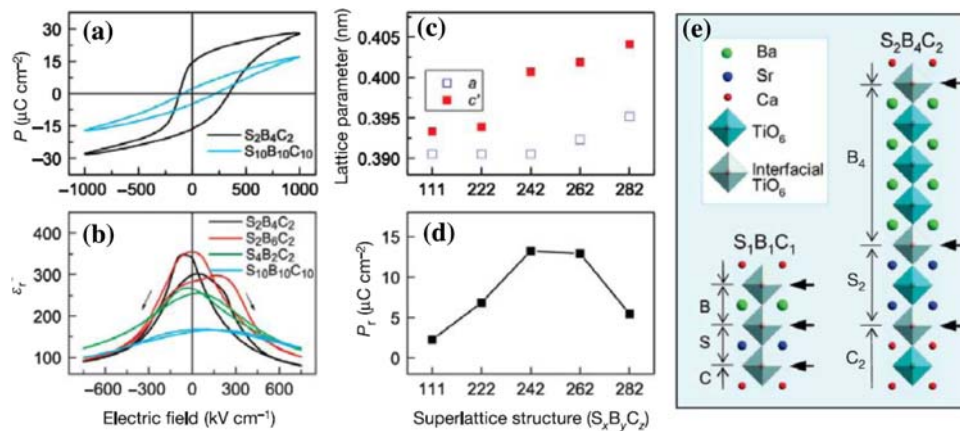 (a)
P (μC cm⁻²)
30
15
0
−15
−30
S₂B₄C₂
S₁₀B₁₀C₁₀
−1000 −500 0 500 1000
(b)
εᵣ
400
300
200
100
S₂B₄C₂
S₂B₆C₂
S₄B₂C₂
S₁₀B₁₀C₁₀
−600 −300 0 300 600
Electric field (kV cm⁻¹)
(c)
Lattice parameter (nm)
0.405
0.400
0.395
0.390
a
c'
111 222 242 262 282
(d)
Pᵣ (μC cm⁻²)
15
10
5
0
111 222 242 262 282
Superlattice structure (SₓBᵧC_z)
(e)
Ba
Sr
Ca
TiO₆
Interfacial
TiO₆
S₁B₁C₁
B
S
C
S₂B₄C₂
B₄
S₂
C₂